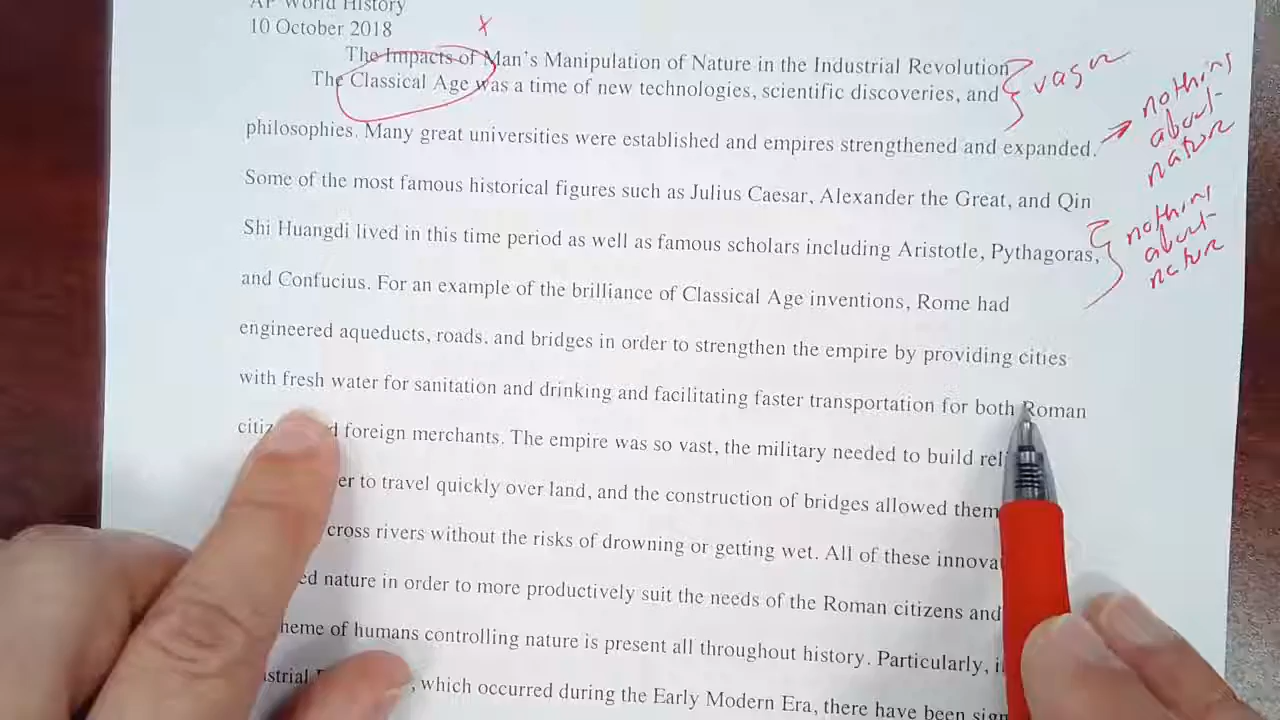 AP World History
10 October 2018
x
The Impacts of Man's Manipulation of Nature in the Industrial Revolution
The Classical Age was a time of new technologies, scientific discoveries, and
vague
philosophies. Many great universities were established and empires strengthened and expanded.
nothing
about
nature
Some of the most famous historical figures such as Julius Caesar, Alexander the Great, and Qin
Shi Huangdi lived in this time period as well as famous scholars including Aristotle, Pythagoras,
nothing
about
nature
and Confucius. For an example of the brilliance of Classical Age inventions, Rome had
engineered aqueducts, roads, and bridges in order to strengthen the empire by providing cities
with fresh water for sanitation and drinking and facilitating faster transportation for both Roman
foreign merchants. The empire was so vast, the military needed to build
to travel quickly over land, and the construction of bridges allowed them
cross rivers without the risks of drowning or getting wet. All of these
nature in order to more productively suit the needs of the Roman citizens and
of humans controlling nature is present all throughout history. Particularly,
, which occurred during the Early Modern Era, there have been